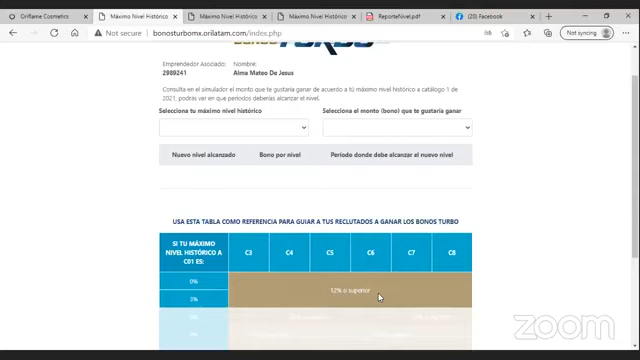 Oriflame Cosmetics
Máximo Nivel Histórico
Máximo Nivel Histórico
Máximo Nivel Histórico
ReporteNivel.pdf
(20) Facebook
Not secure
bonosturbomx.orilatam.com/index.php
Not syncing
TURBO
Emprendedor Asociado:
Nombre:
2989241
Alma Mateo De Jesus
Consulta en el simulador el monto que te gustaría ganar de acuerdo a tú máximo nivel histórico a catálogo 1 de
2021, podrás ver en que periodos deberías alcanzar el nivel.
Selecciona tu máximo nivel histórico
Selecciona el monto (bono) que te gustaría ganar
Nuevo nivel alcanzado
Bono por nivel
Período donde debe alcanzar el nuevo nivel
USA ESTA TABLA COMO REFERENCIA PARA GUIAR A TUS RECLUTADOS A GANAR LOS BONOS TURBO
SI TU MÁXIMO
NIVEL HISTÓRICO A
C01 ES:
C3
C4
C5
C6
C7
C8
0%
12% o superior
3%
0%
zoom